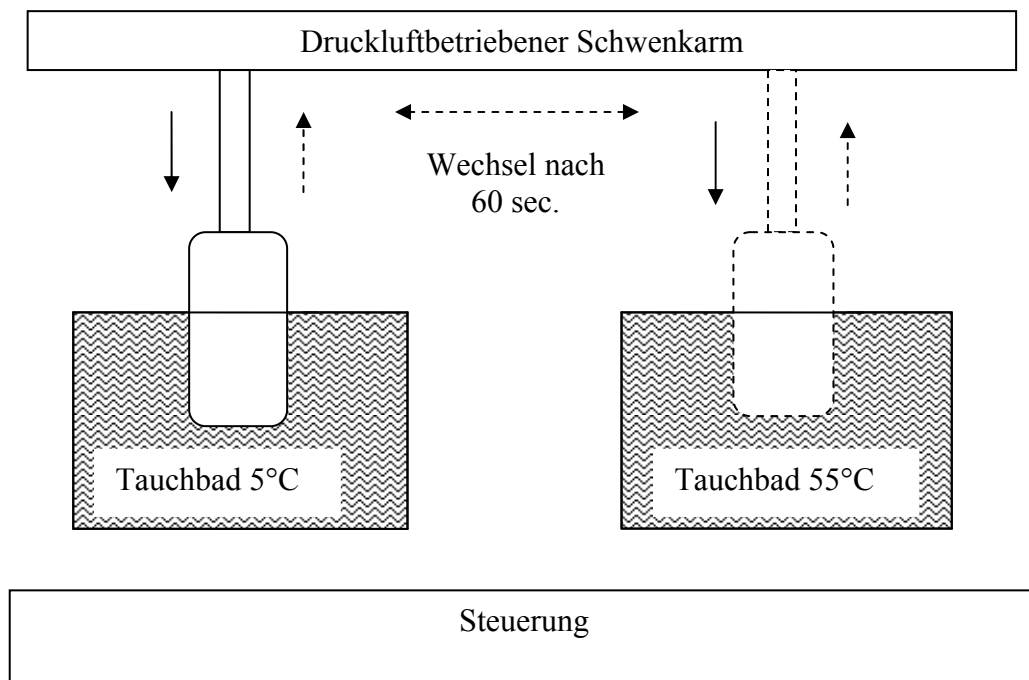 Druckluftbetriebener Schwenkarm
Wechsel nach
60 sec.
Tauchbad 5°C
Tauchbad 55°C
Steuerung